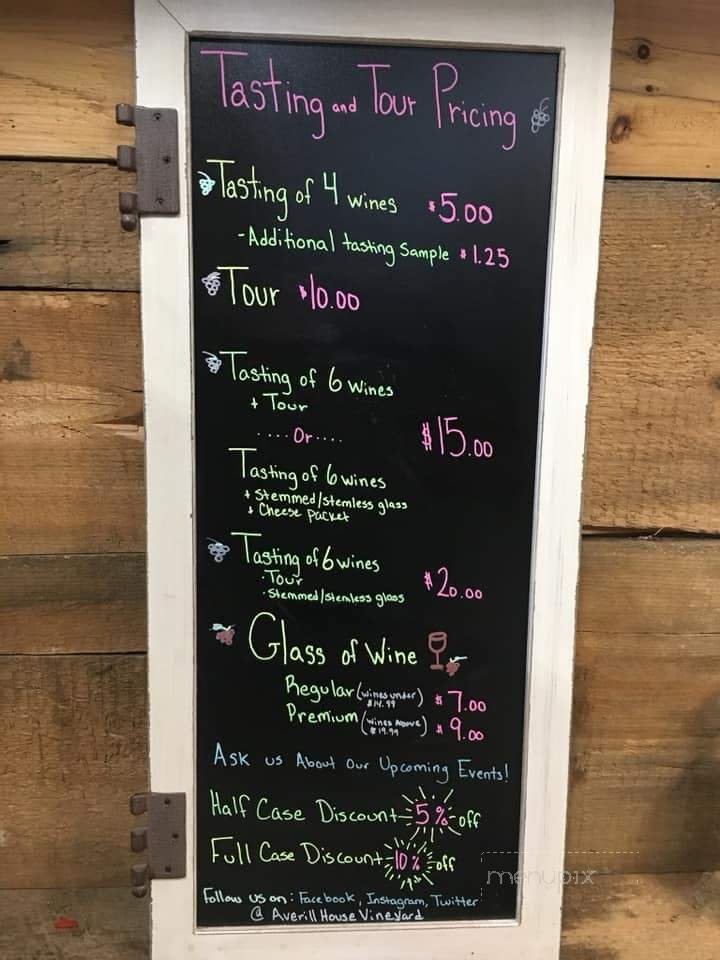 Tasting and Tour Pricing
Tasting of 4 wines $5.00
-Additional tasting Sample $1.25
Tour $10.00
Tasting of 6 wines
+ Tour
....Or....
$15.00
Tasting of 6 wines
+ Stemmed/stemless glass
+ Cheese packet
Tasting of 6 wines
·Tour
·Stemmed/stemless glass
$20.00
Glass of Wine
Regular (wines under $14.99) $7.00
Premium (wines Above $19.99) $9.00
Ask us About Our Upcoming Events!
Half Case Discount - 5% off
Full Case Discount - 10% off
Follow us on: Facebook, Instagram, Twitter
@ Averill House Vineyard
menupix